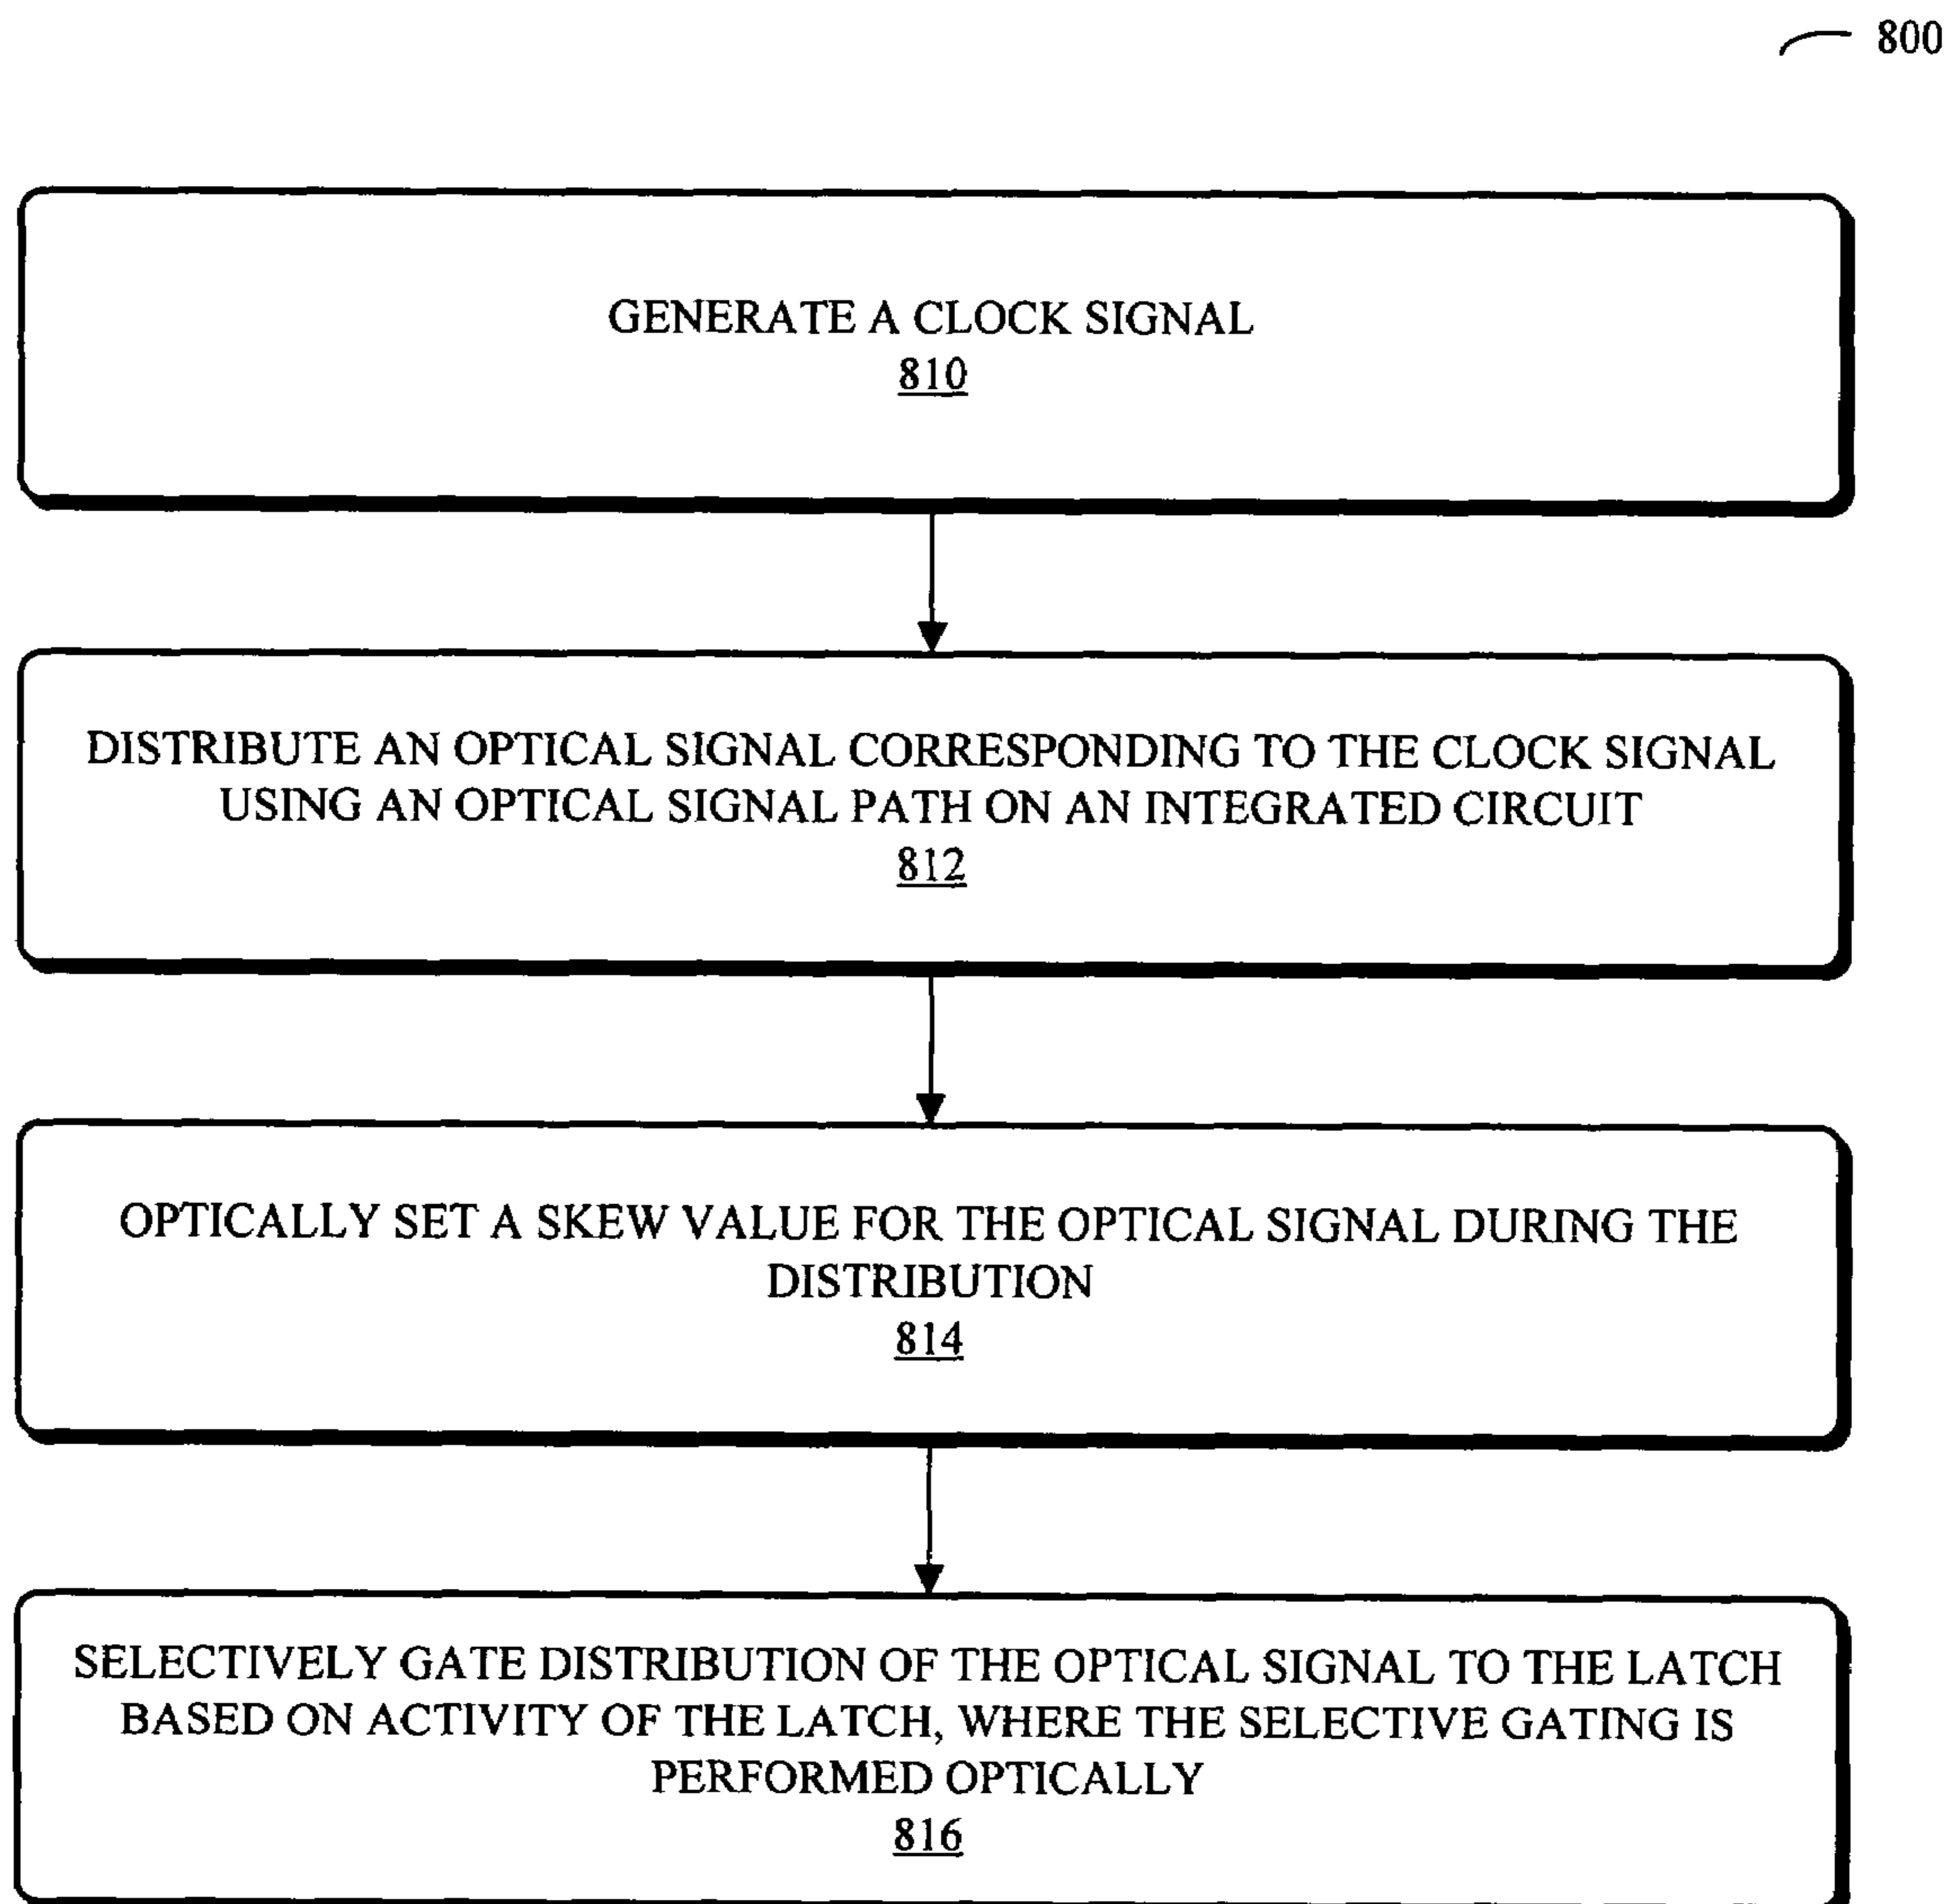 800
GENERATE A CLOCK SIGNAL
810
DISTRIBUTE AN OPTICAL SIGNAL CORRESPONDING TO THE CLOCK SIGNAL
USING AN OPTICAL SIGNAL PATH ON AN INTEGRATED CIRCUIT
812
OPTICALLY SET A SKEW VALUE FOR THE OPTICAL SIGNAL DURING THE
DISTRIBUTION
814
SELECTIVELY GATE DISTRIBUTION OF THE OPTICAL SIGNAL TO THE LATCH
BASED ON ACTIVITY OF THE LATCH, WHERE THE SELECTIVE GATING IS
PERFORMED OPTICALLY
816